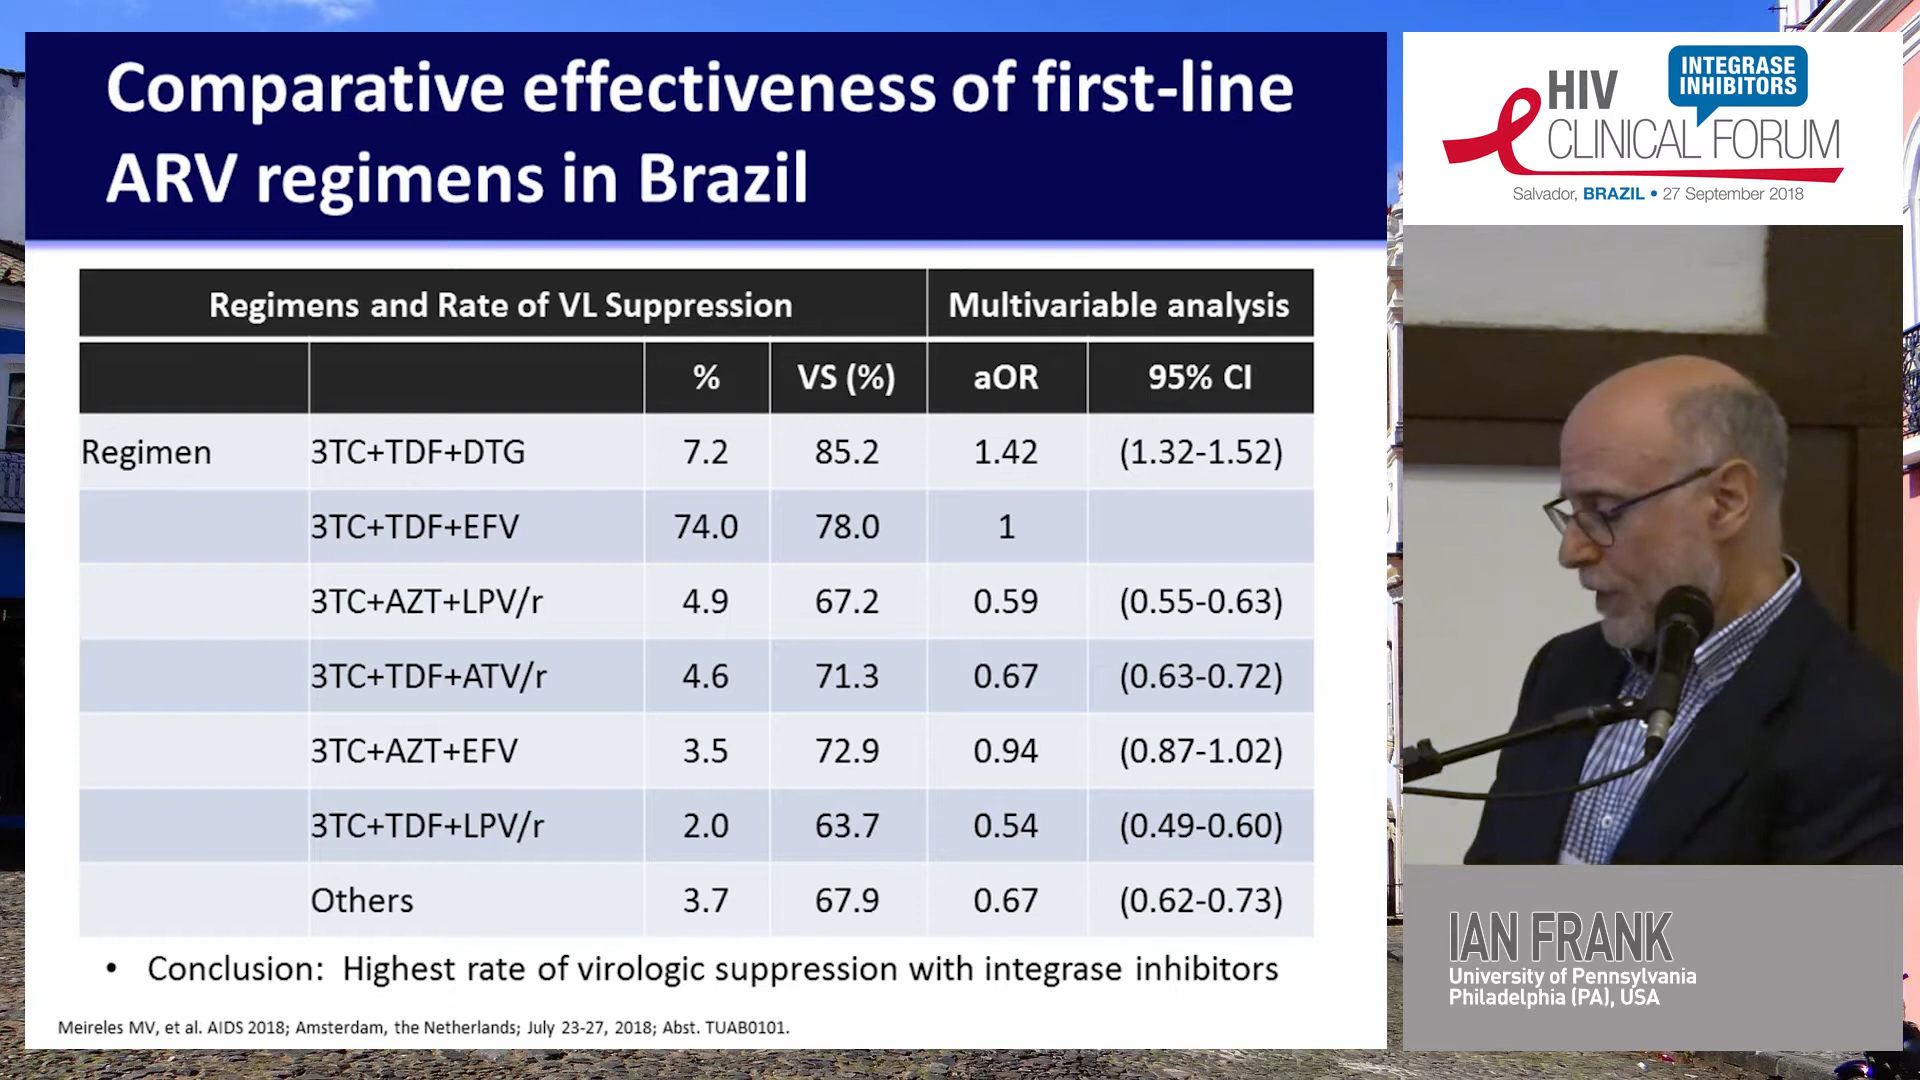 Comparative effectiveness of first-line
ARV regimens in Brazil
Regimens and Rate of VL Suppression Multivariable analysis
% VS (%) aOR 95% CI
Regimen 3TC+TDF+DTG 7.2 85.2 1.42 (1.32-1.52)
3TC+TDF+EFV 74.0 78.0 1
3TC+AZT+LPV/r 4.9 67.2 0.59 (0.55-0.63)
3TC+TDF+ATV/r 4.6 71.3 0.67 (0.63-0.72)
3TC+AZT+EFV 3.5 72.9 0.94 (0.87-1.02)
3TC+TDF+LPV/r 2.0 63.7 0.54 (0.49-0.60)
Others 3.7 67.9 0.67 (0.62-0.73)
• Conclusion: Highest rate of virologic suppression with integrase inhibitors
Meireles MV, et al. AIDS 2018; Amsterdam, the Netherlands; July 23-27, 2018; Abst. TUAB0101.
INTEGRASE
INHIBITORS
HIV
CLINICAL FORUM
Salvador, BRAZIL • 27 September 2018
IAN FRANK
University of Pennsylvania
Philadelphia (PA), USA